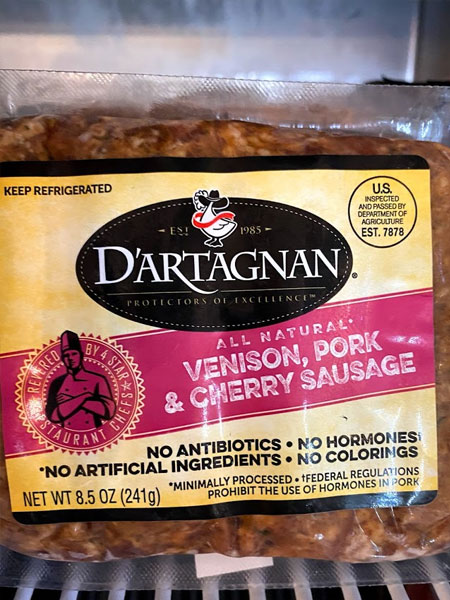 KEEP REFRIGERATED
U.S.
INSPECTED
AND PASSED BY
DEPARTMENT OF
AGRICULTURE
EST. 7878
EST 1985
D'ARTAGNAN®
PROTECTORS OF EXCELLENCE™
ALL NATURAL*
VENISON, PORK
& CHERRY SAUSAGE
PREFERRED BY 4 STAR
RESTAURANT CHEFS
NO ANTIBIOTICS • NO HORMONES†
*NO ARTIFICIAL INGREDIENTS • NO COLORINGS
*MINIMALLY PROCESSED • †FEDERAL REGULATIONS
PROHIBIT THE USE OF HORMONES IN PORK
NET WT 8.5 OZ (241g)